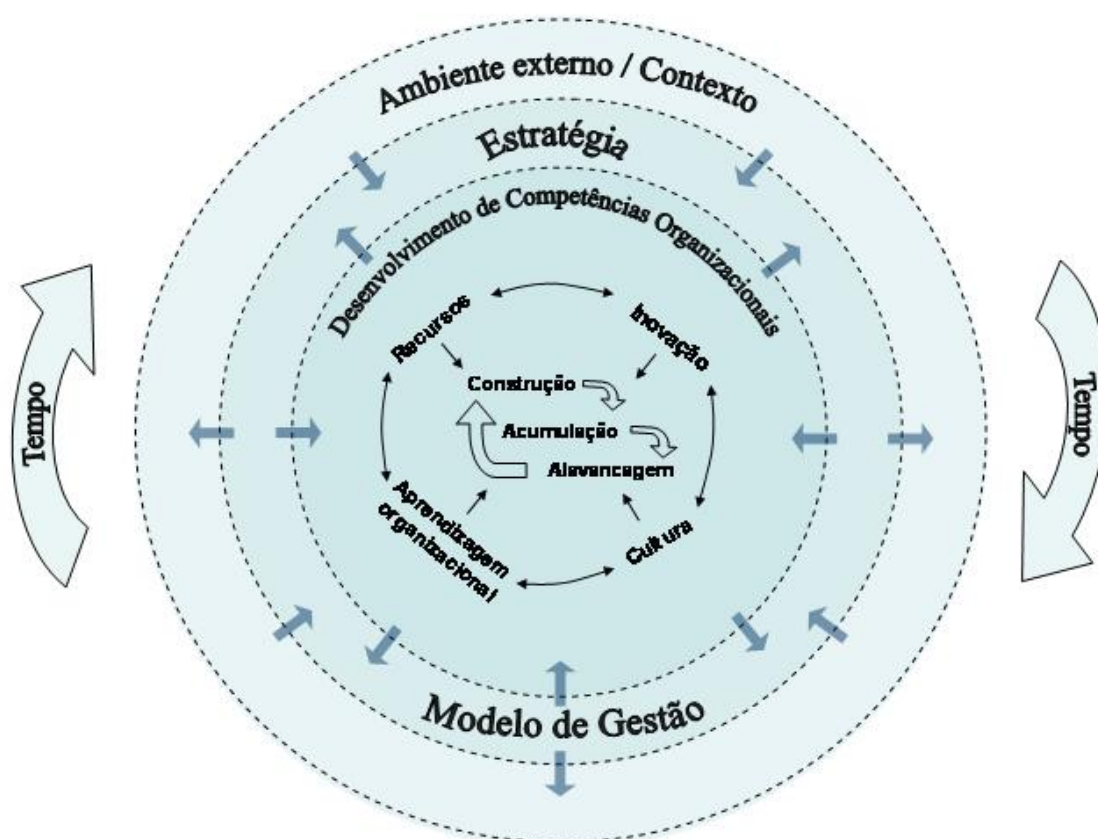 Ambiente externo / Contexto
Estratégia
Desenvolvimento de Competências Organizacionais
Tempo
Recursos
Inovação
Construção
Acumulação
Alavancagem
Tempo
Aprendizagem
organizacional
Cultura
Modelo de Gestão